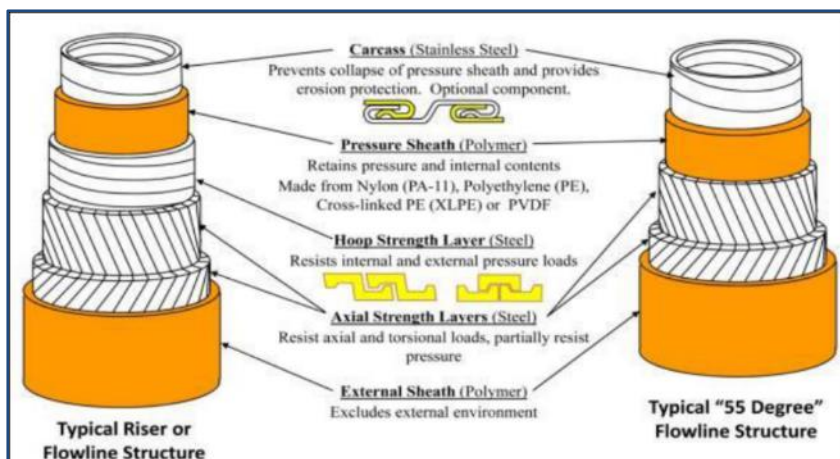 Carcass (Stainless Steel)
Prevents collapse of pressure sheath and provides
erosion protection. Optional component.
Pressure Sheath (Polymer)
Retains pressure and internal contents
Made from Nylon (PA-11), Polyethylene (PE),
Cross-linked PE (XLPE) or PVDF
Hoop Strength Layer (Steel)
Resists internal and external pressure loads
Axial Strength Layers (Steel)
Resist axial and torsional loads, partially resist
pressure
External Sheath (Polymer)
Excludes external environment
Typical Riser or
Flowline Structure
Typical "55 Degree"
Flowline Structure